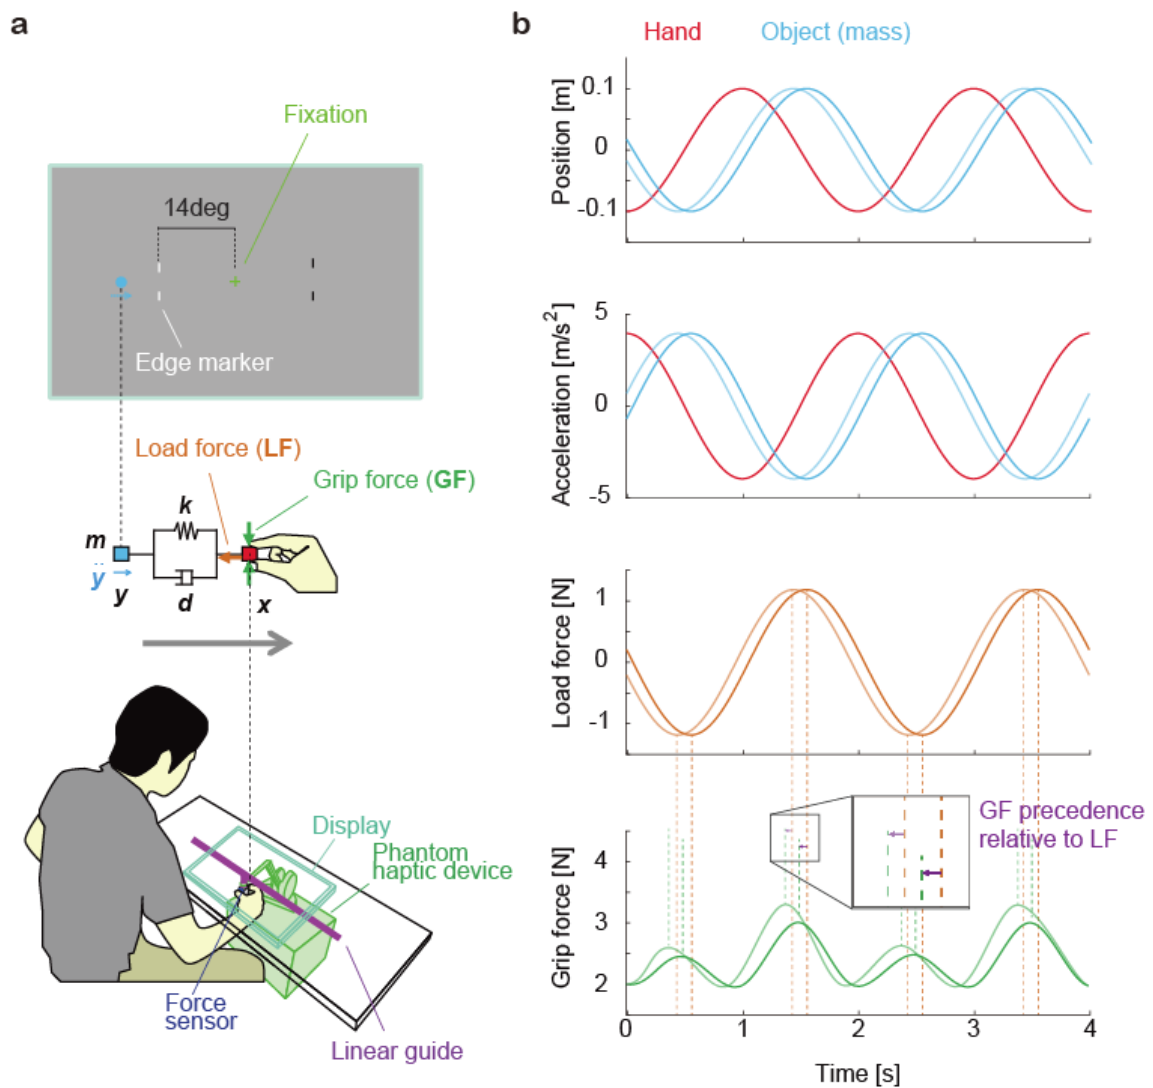 a
Fixation
14deg
Edge marker
Load force (LF)
Grip force (GF)
k
m
ÿ
y
d
x
Display
Phantom
haptic device
Force
sensor
Linear guide
b
Hand
Object (mass)
Position [m]
0.1
0
-0.1
Acceleration [m/s²]
5
0
-5
Load force [N]
1
0
-1
GF precedence
relative to LF
Grip force [N]
4
3
2
0
1
2
3
4
Time [s]